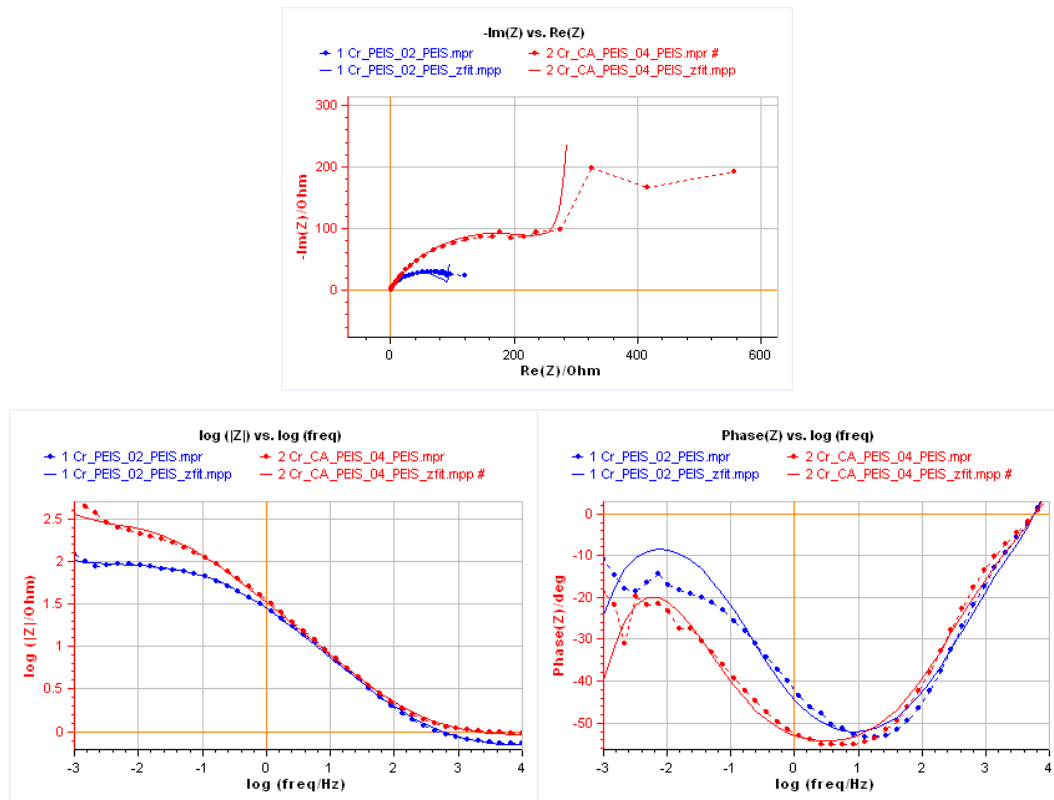 -Im(Z) vs. Re(Z)
1 Cr_PEIS_02_PEIS.mpr 2 Cr_CA_PEIS_04_PEIS.mpr #
1 Cr_PEIS_02_PEIS_zfit.mpp 2 Cr_CA_PEIS_04_PEIS_zfit.mpp
300
200
100
0
-Im(Z)/Ohm
0 200 400 600
Re(Z)/Ohm
log (|Z|) vs. log (freq)
1 Cr_PEIS_02_PEIS.mpr 2 Cr_CA_PEIS_04_PEIS.mpr
1 Cr_PEIS_02_PEIS_zfit.mpp 2 Cr_CA_PEIS_04_PEIS_zfit.mpp #
2.5
2
1.5
1
0.5
0
log (|Z|/Ohm)
-3 -2 -1 0 1 2 3 4
log (freq/Hz)
Phase(Z) vs. log (freq)
1 Cr_PEIS_02_PEIS.mpr 2 Cr_CA_PEIS_04_PEIS.mpr
1 Cr_PEIS_02_PEIS_zfit.mpp 2 Cr_CA_PEIS_04_PEIS_zfit.mpp #
0
-10
-20
-30
-40
-50
Phase(Z)/deg
-3 -2 -1 0 1 2 3 4
log (freq/Hz)